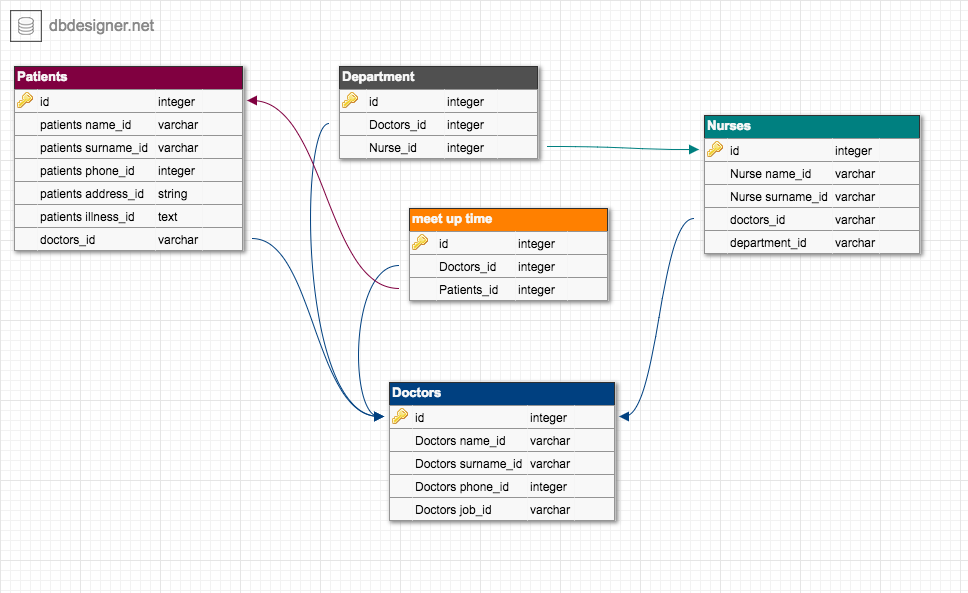 dbdesigner.net
Patients
id integer
patients name_id varchar
patients surname_id varchar
patients phone_id integer
patients address_id string
patients illness_id text
doctors_id varchar
Department
id integer
Doctors_id integer
Nurse_id integer
Nurses
id integer
Nurse name_id varchar
Nurse surname_id varchar
doctors_id varchar
department_id varchar
meet up time
id integer
Doctors_id integer
Patients_id integer
Doctors
id integer
Doctors name_id varchar
Doctors surname_id varchar
Doctors phone_id integer
Doctors job_id varchar